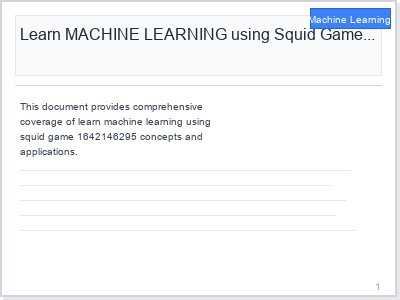 Machine Learning
Learn MACHINE LEARNING using Squid Game...
This document provides comprehensive
coverage of learn machine learning using
squid game 1642146295 concepts and
applications.
1